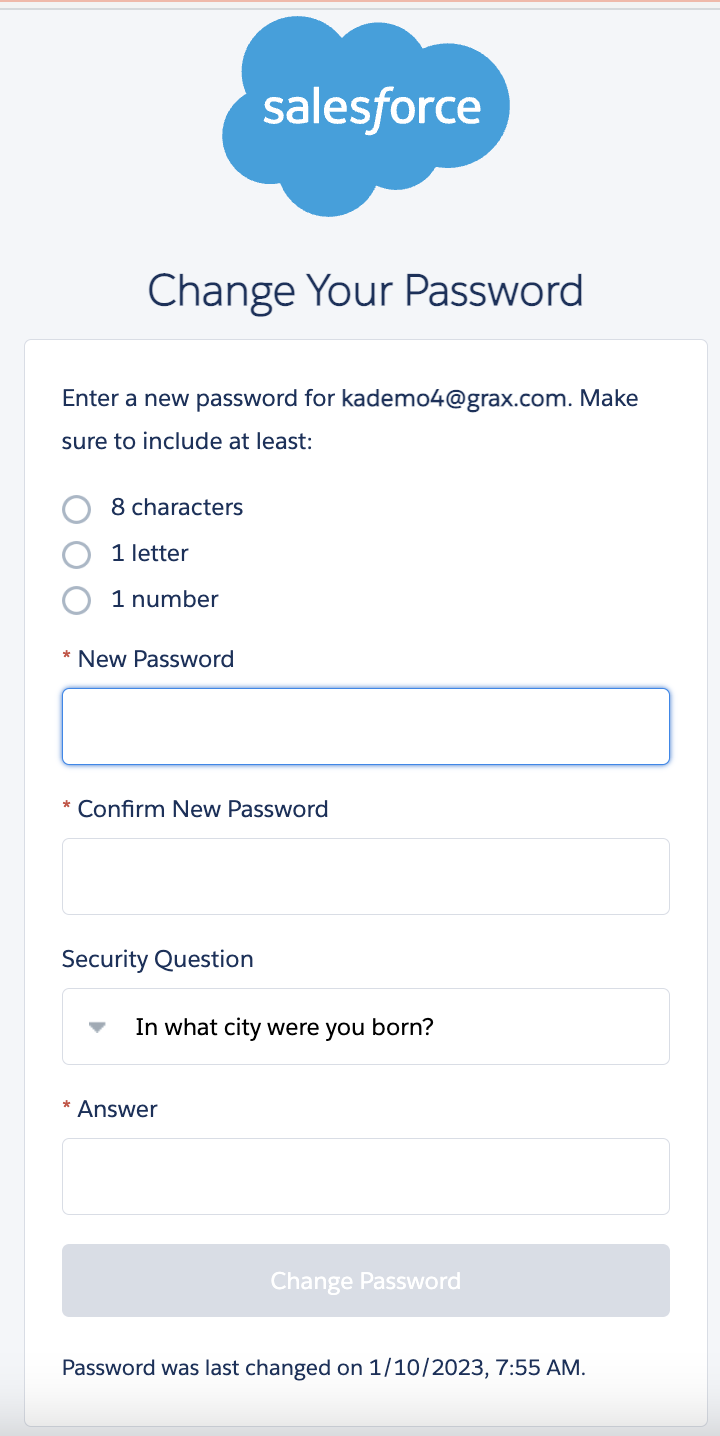 salesforce
Change Your Password
Enter a new password for kademo4@grax.com. Make
sure to include at least:
8 characters
1 letter
1 number
* New Password
* Confirm New Password
Security Question
In what city were you born?
* Answer
Change Password
Password was last changed on 1/10/2023, 7:55 AM.